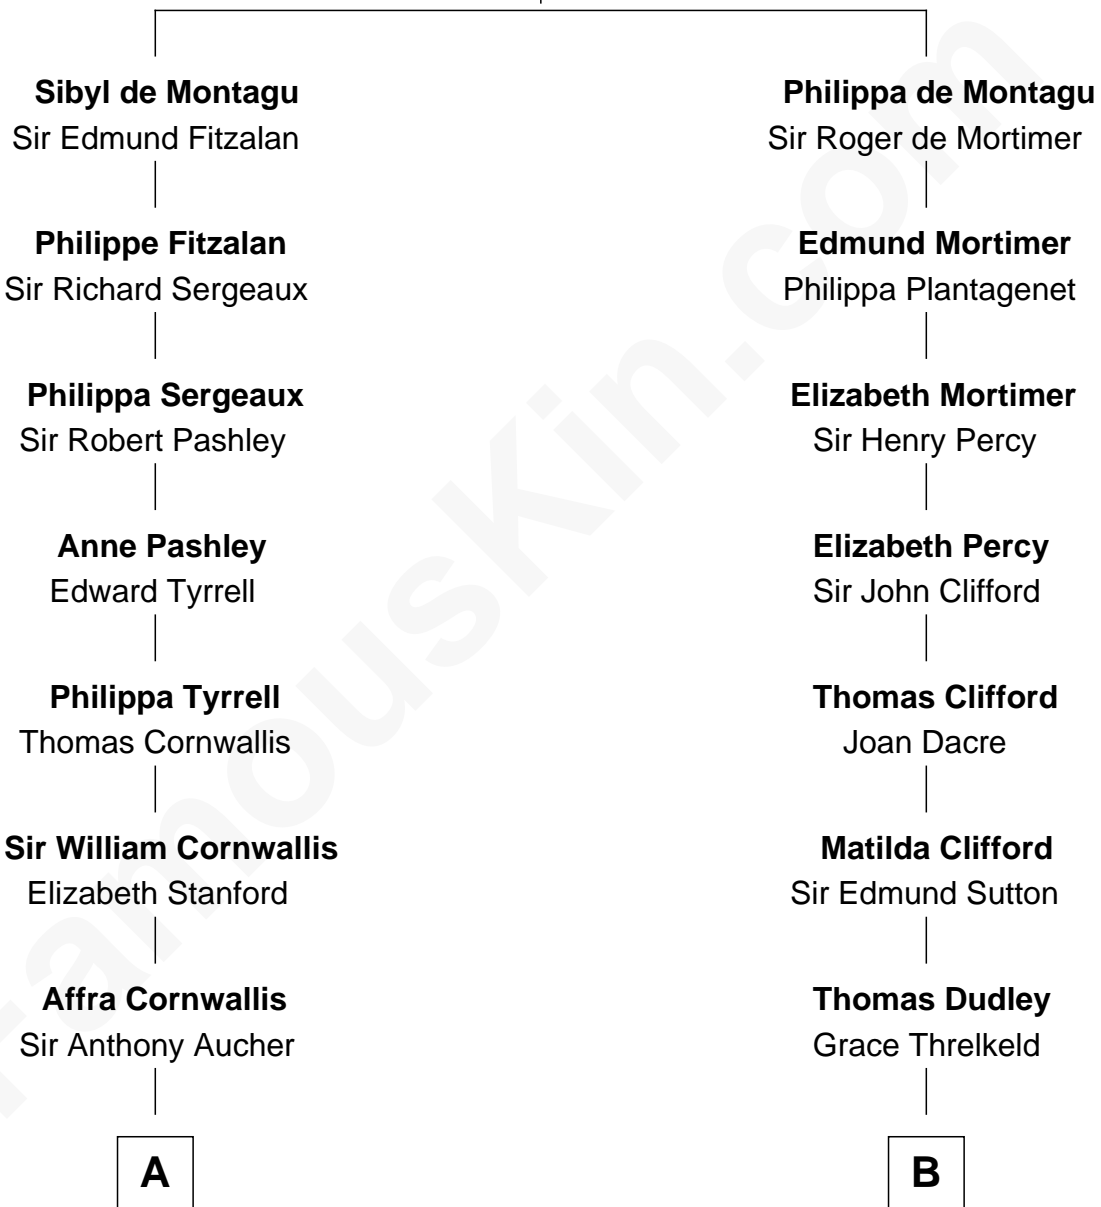 Sibyl de Montagu
Sir Edmund Fitzalan
Philippe Fitzalan
Sir Richard Sergeaux
Philippa Sergeaux
Sir Robert Pashley
Anne Pashley
Edward Tyrrell
Philippa Tyrrell
Thomas Cornwallis
Sir William Cornwallis
Elizabeth Stanford
Affra Cornwallis
Sir Anthony Aucher
A
Philippa de Montagu
Sir Roger de Mortimer
Edmund Mortimer
Philippa Plantagenet
Elizabeth Mortimer
Sir Henry Percy
Elizabeth Percy
Sir John Clifford
Thomas Clifford
Joan Dacre
Matilda Clifford
Sir Edmund Sutton
Thomas Dudley
Grace Threlkeld
B
FamousKin.com